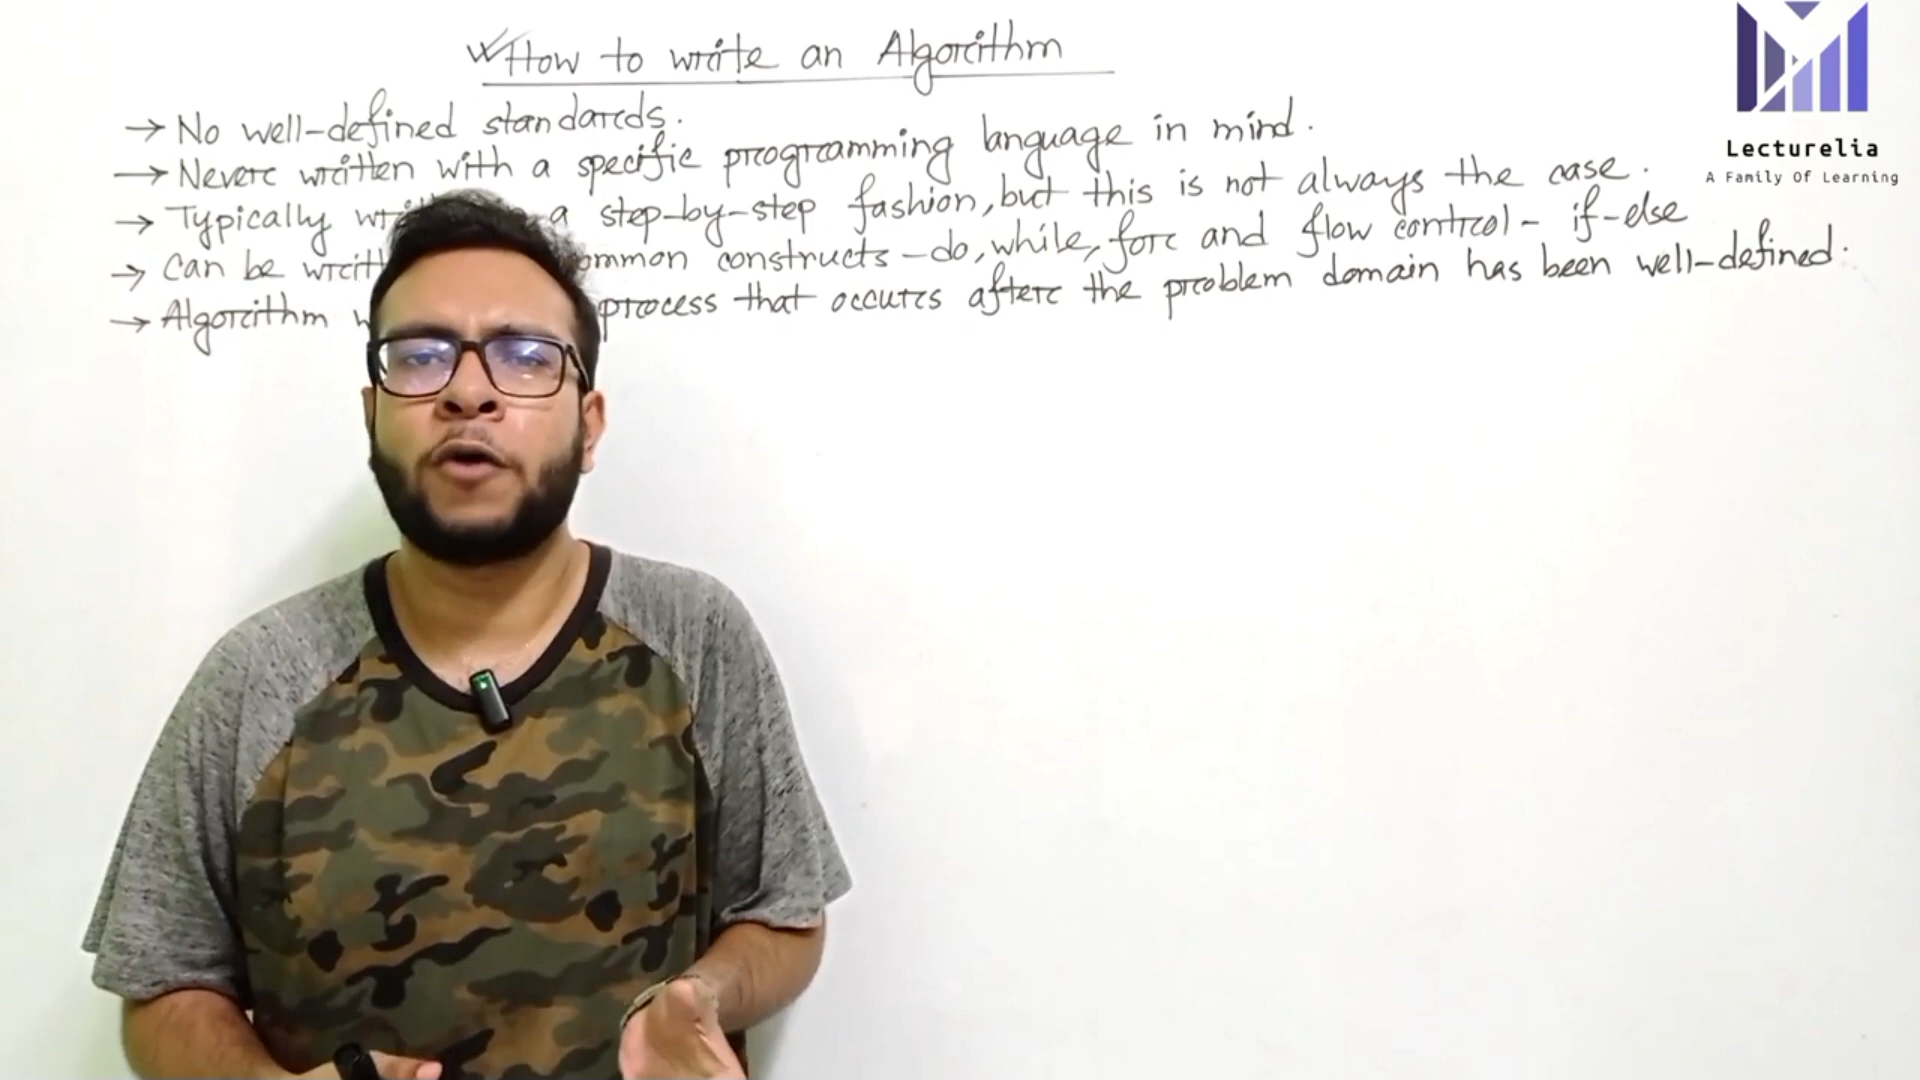 How to write an Algorithm
→ No well-defined standards.
→ Never written with a specific programming language in mind.
→ Typically a step-by-step fashion, but this is not always the case.
→ Can be common constructs - do, while, for and flow control - if-else
→ Algorithm process that occurs after the problem domain has been well-defined.
Lecturelia
A Family Of Learning